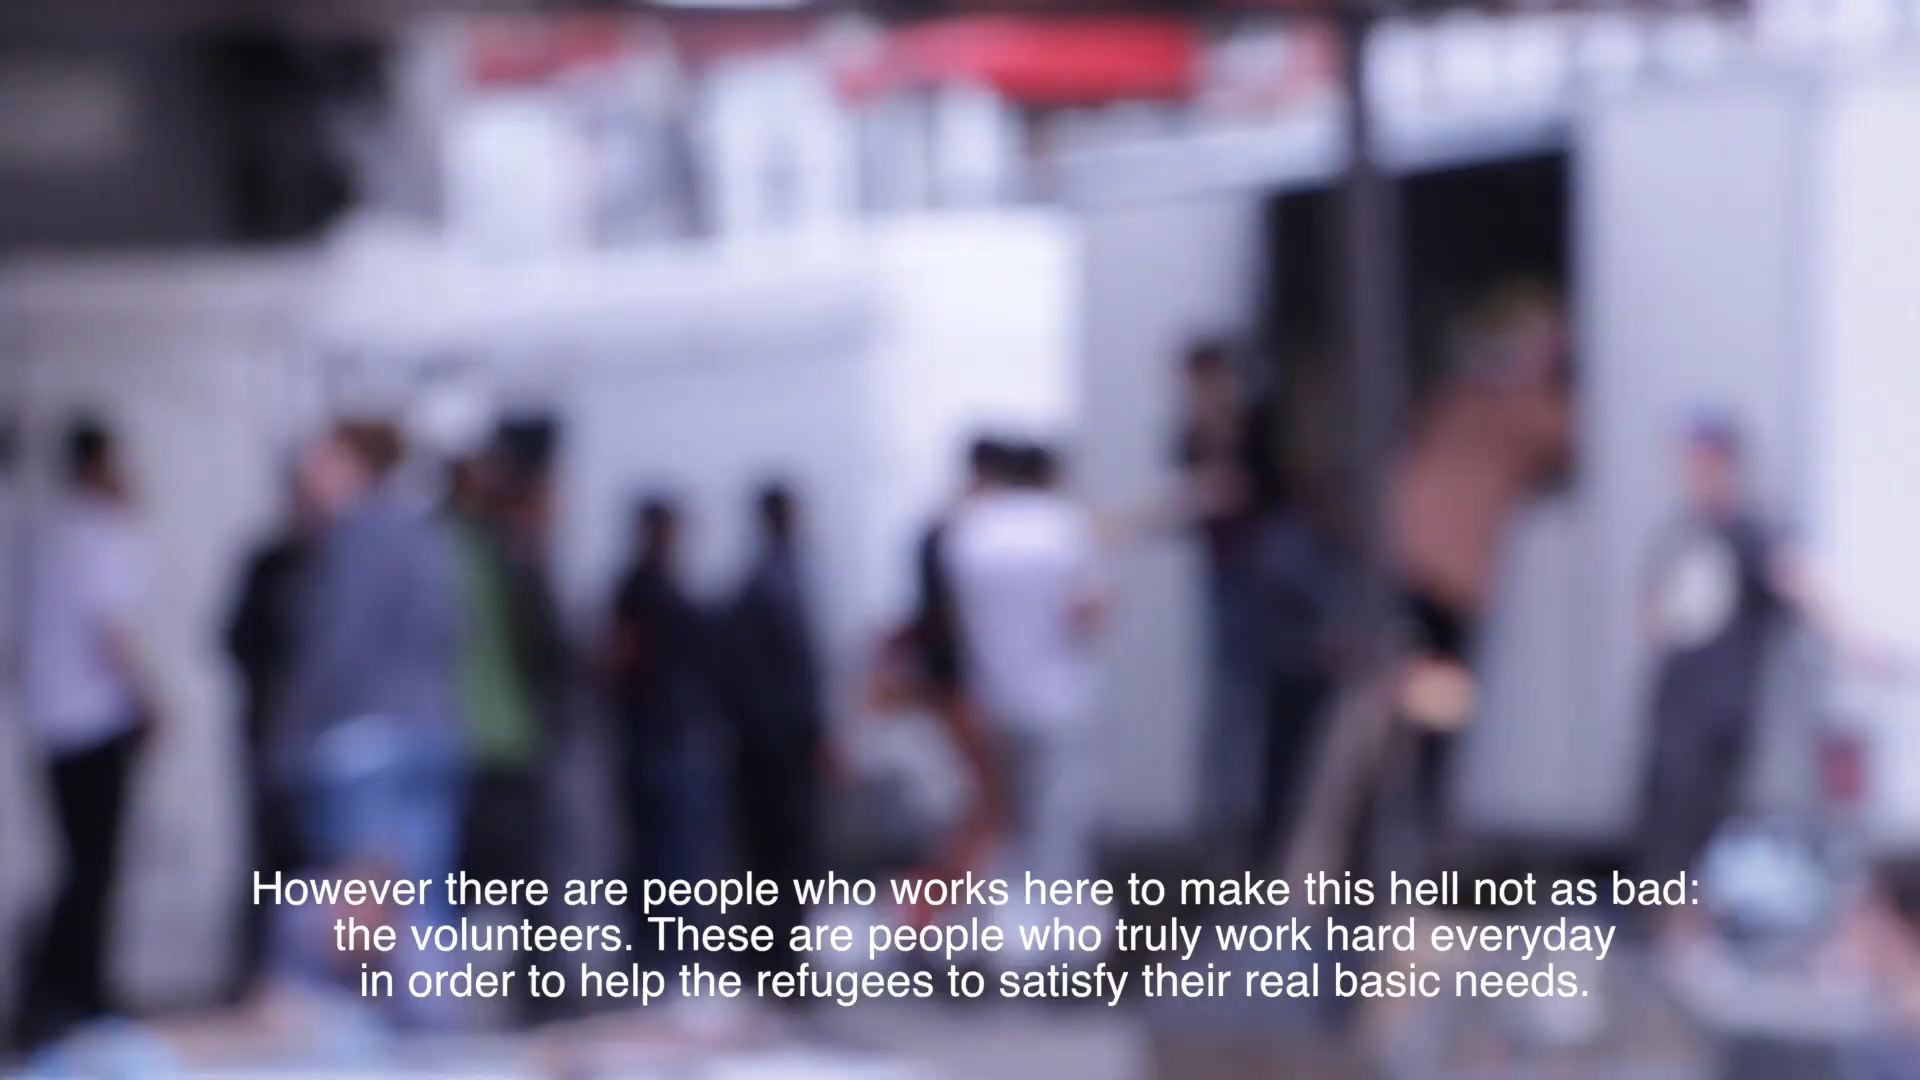 However there are people who works here to make this hell not as bad:
the volunteers. These are people who truly work hard everyday
in order to help the refugees to satisfy their real basic needs.